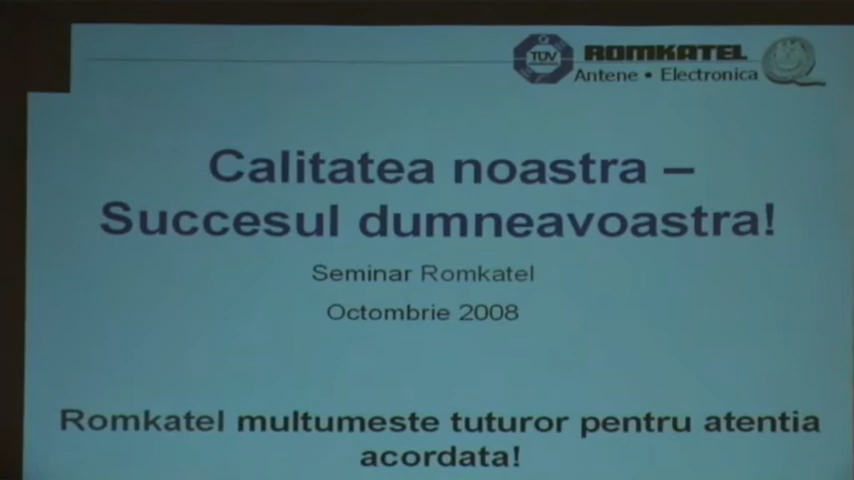 TÜV
ROMKATEL
Antene • Electronica
Calitatea noastra –
Succesul dumneavoastra!
Seminar Romkatel
Octombrie 2008
Romkatel multumeste tuturor pentru atentia
acordata!